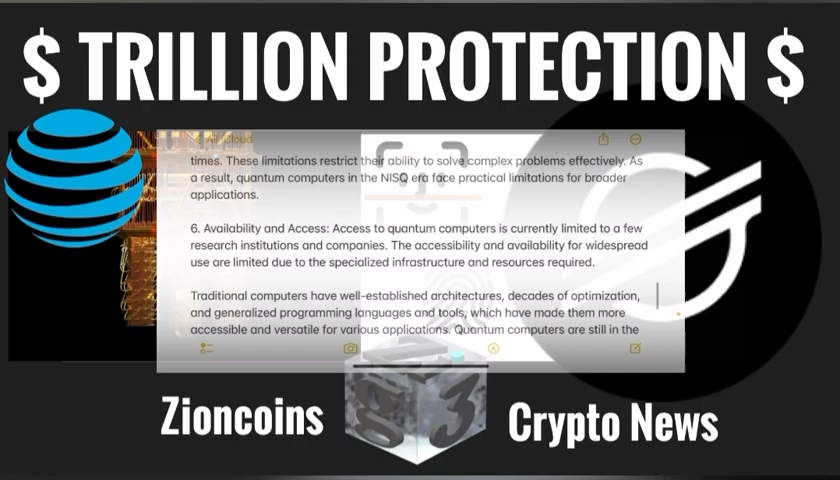 $ TRILLION PROTECTION $
times. These limitations restrict their ability to solve complex problems effectively. As
a result, quantum computers in the NISQ era face practical limitations for broader
applications.
6. Availability and Access: Access to quantum computers is currently limited to a few
research institutions and companies. The accessibility and availability for widespread
use are limited due to the specialized infrastructure and resources required.
Traditional computers have well-established architectures, decades of optimization,
and generalized programming languages and tools, which have made them more
accessible and versatile for various applications. Quantum computers are still in the
g 3
Zioncoins
Crypto News